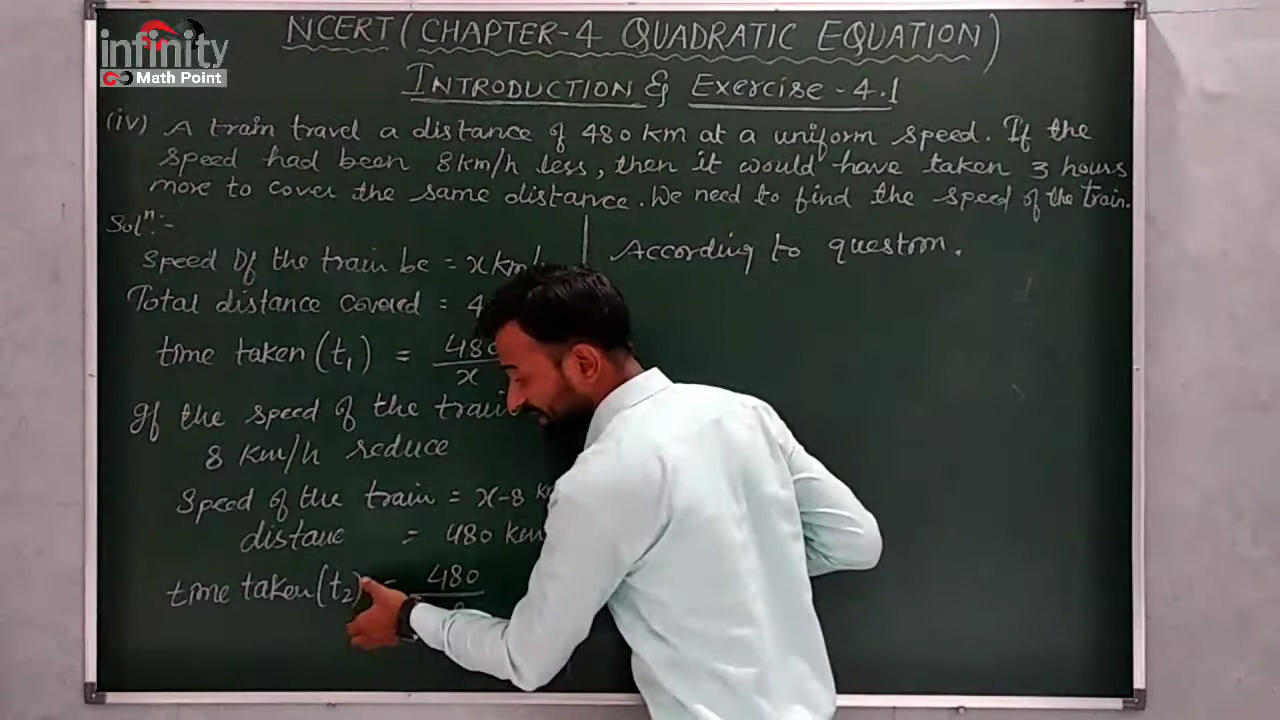 infinity
Math Point
NCERT (CHAPTER-4 QUADRATIC EQUATION)
INTRODUCTION & Exercise - 4.1
(iv) A train travel a distance of 480 km at a uniform speed. If the
speed had been 8 km/h less, then it would have taken 3 hours
more to cover the same distance. We need to find the speed of the train.
Solⁿ:-
Speed Of the train be = x km/
Total distance covered = 4
time taken (t₁) = 480/x
If the speed of the train
8 km/h reduce
Speed of the train = x-8 k
distanc = 480 km
time taken (t₂) = 480
According to question.